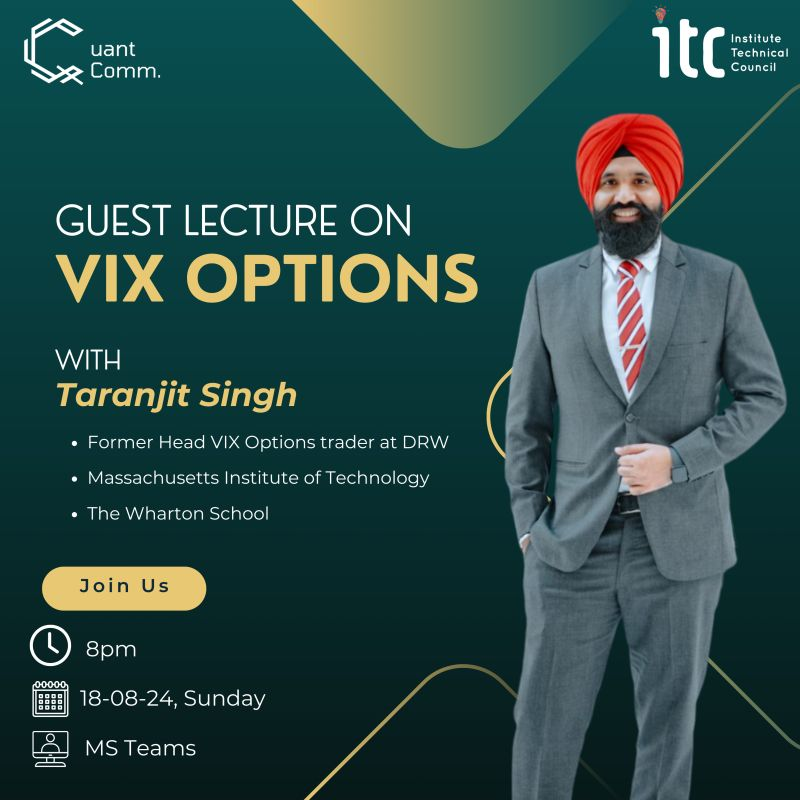 Quant
Comm.
itc
Institute
Technical
Council
GUEST LECTURE ON
VIX OPTIONS
WITH
Taranjit Singh
• Former Head VIX Options trader at DRW
• Massachusetts Institute of Technology
• The Wharton School
Join Us
8pm
18-08-24, Sunday
MS Teams